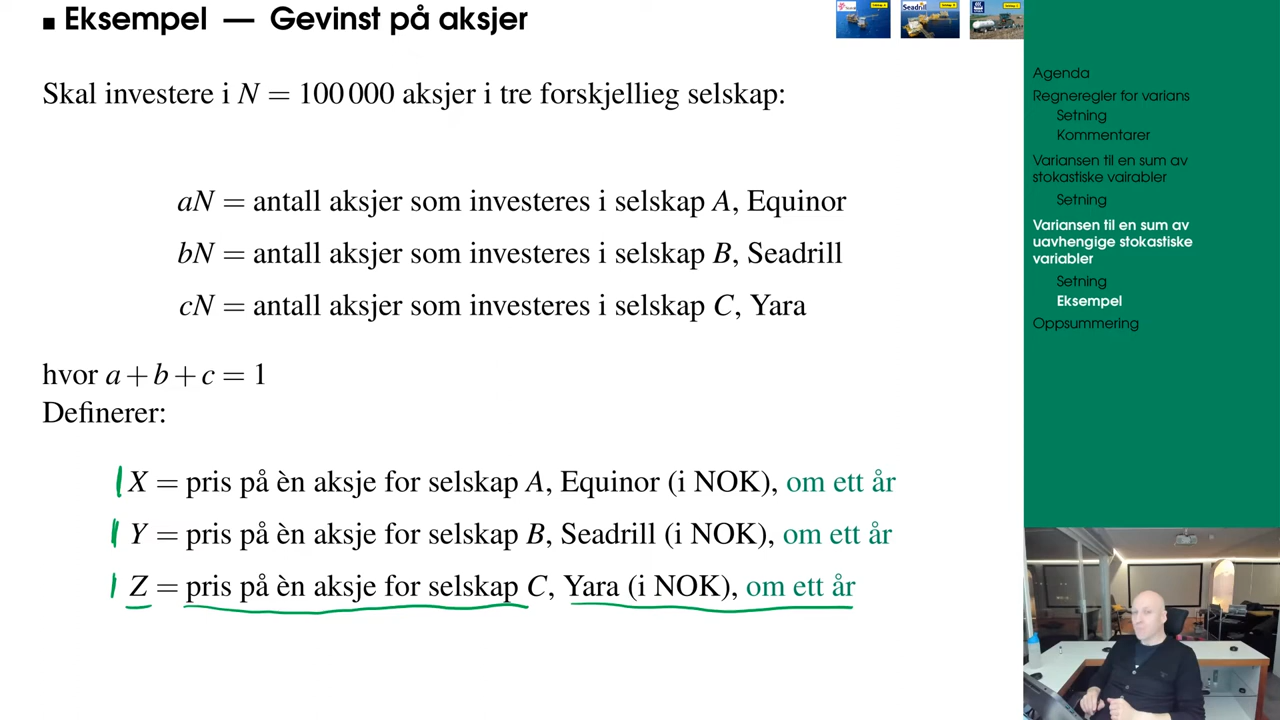 Eksempel — Gevinst på aksjer
Seadrill
Skal investere i N = 100 000 aksjer i tre forskjellieg selskap:
aN = antall aksjer som investeres i selskap A, Equinor
bN = antall aksjer som investeres i selskap B, Seadrill
cN = antall aksjer som investeres i selskap C, Yara
hvor a + b + c = 1
Definerer:
X = pris på èn aksje for selskap A, Equinor (i NOK), om ett år
Y = pris på èn aksje for selskap B, Seadrill (i NOK), om ett år
Z = pris på èn aksje for selskap C, Yara (i NOK), om ett år
Agenda
Regneregler for varians
Setning
Kommentarer
Variansen til en sum av
stokastiske vairabler
Setning
Variansen til en sum av
uavhengige stokastiske
variabler
Setning
Eksempel
Oppsummering